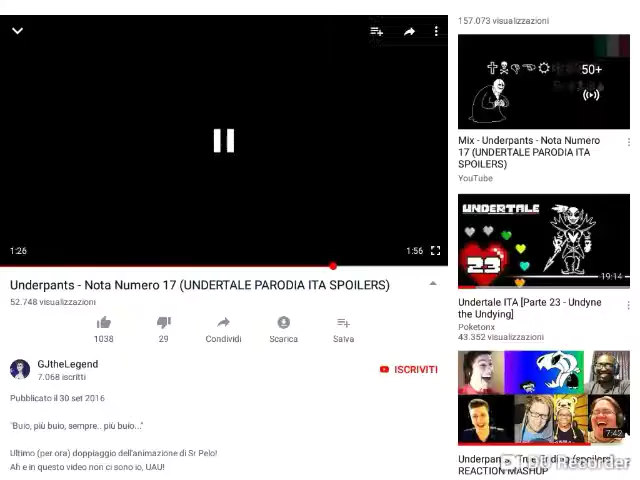 1:26
1:56
Underpants - Nota Numero 17 (UNDERTALE PARODIA ITA SPOILERS)
52.748 visualizzazioni
1038
29
Condividi
Scarica
Salva
GJtheLegend
7.068 iscritti
ISCRIVITI
Pubblicato il 30 set 2016
"Buio, più buio, sempre.. più buio..."
Ultimo (per ora) doppiaggio dell'animazione di Sr Pelo!
Ah e in questo video non ci sono io, UAU!
157.073 visualizzazioni
50+
Mix - Underpants - Nota Numero
17 (UNDERTALE PARODIA ITA
SPOILERS)
YouTube
UNDERTALE
23
19:14
Undertale ITA [Parte 23 - Undyne
the Undying]
Poketonx
43.352 visualizzazioni
7:42
Underpants - True Ending (spoilers)
REACTION MASHUP
DU Recorder